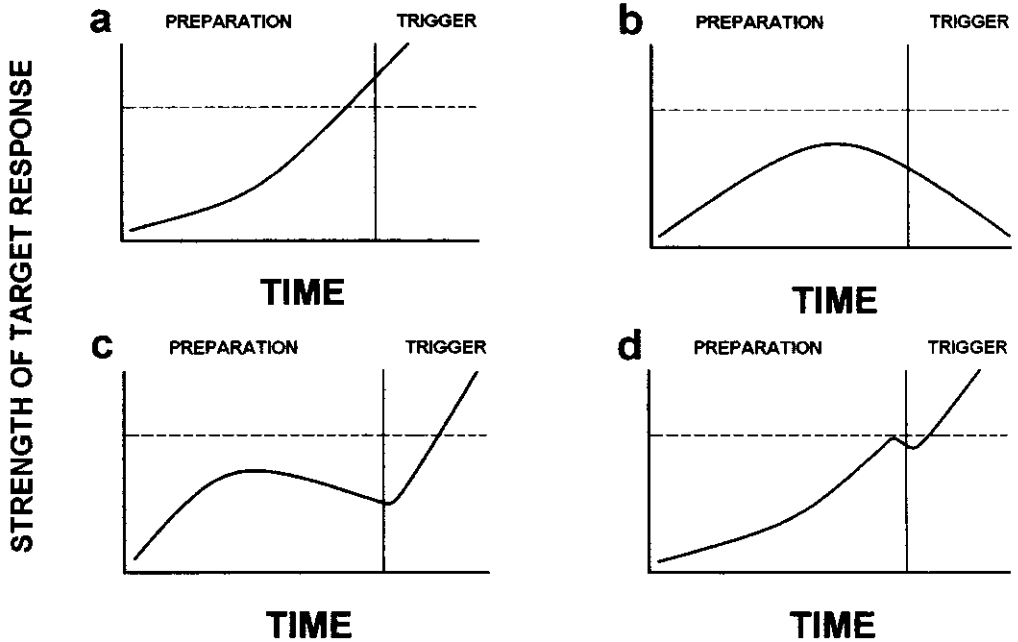 STRENGTH OF TARGET RESPONSE
a
PREPARATION TRIGGER
TIME
b
PREPARATION TRIGGER
TIME
c
PREPARATION TRIGGER
TIME
d
PREPARATION TRIGGER
TIME